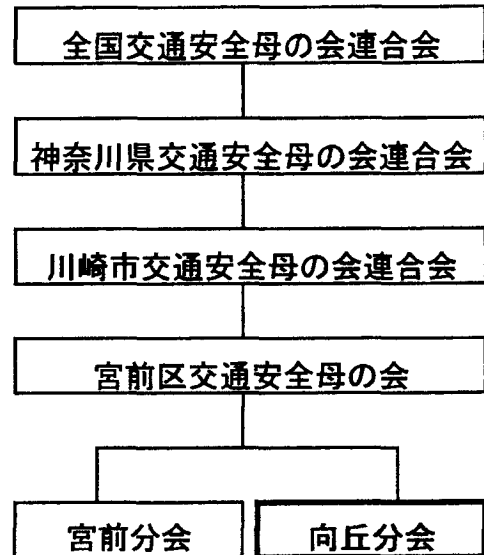 全国交通安全母の会連合会
神奈川県交通安全母の会連合会
川崎市交通安全母の会連合会
宮前区交通安全母の会
宮前分会
向丘分会